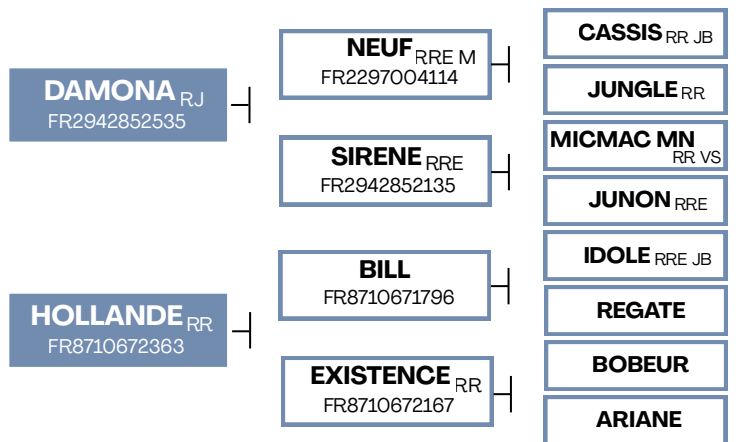 DAMONA RJ
FR2942852535
NEUF RRE M
FR2297004114
CASSIS RR JB
JUNGLE RR
SIRENE RRE
FR2942852135
MICMAC MN
RR VS
JUNON RRE
HOLLANDE RR
FR8710672363
BILL
FR8710671796
IDOLE RRE JB
REGATE
EXISTENCE RR
FR8710672167
BOBEUR
ARIANE